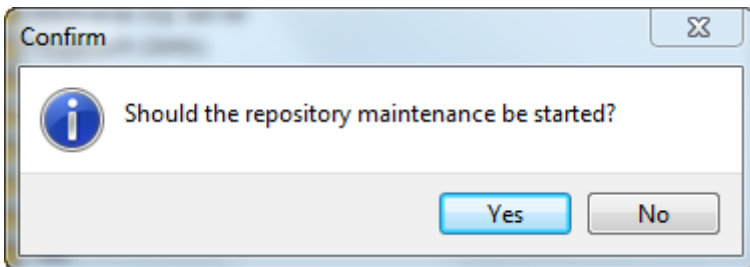 Confirm
Should the repository maintenance be started?
Yes
No